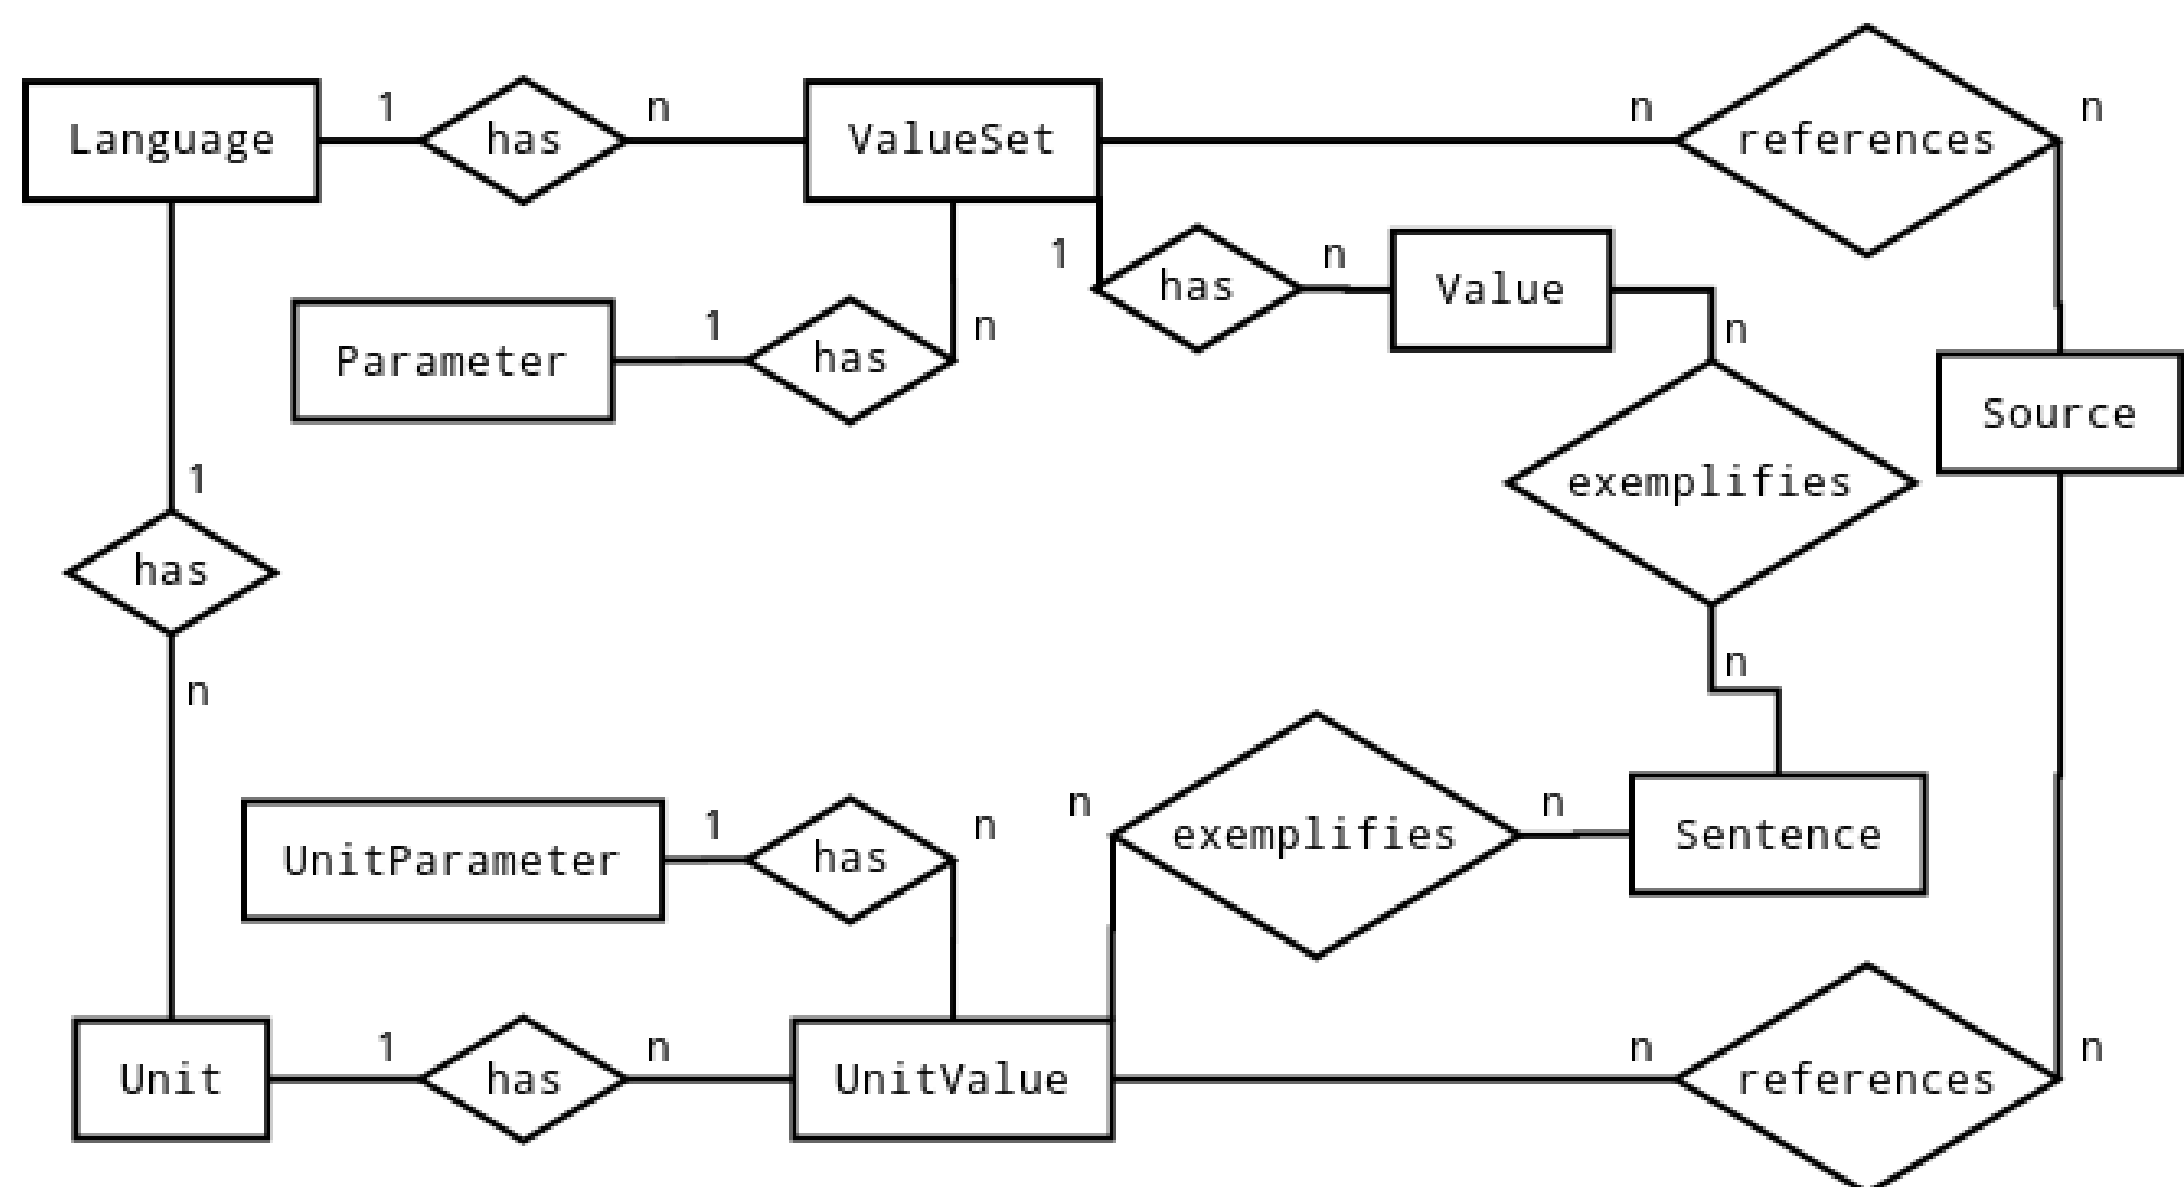 1 n n n
Language has ValueSet references
1 n
has Value
1 n n
Parameter has
Source
1 exemplifies
has
n
n
n n
1 n
UnitParameter has exemplifies Sentence
1 n n n
Unit has UnitValue references